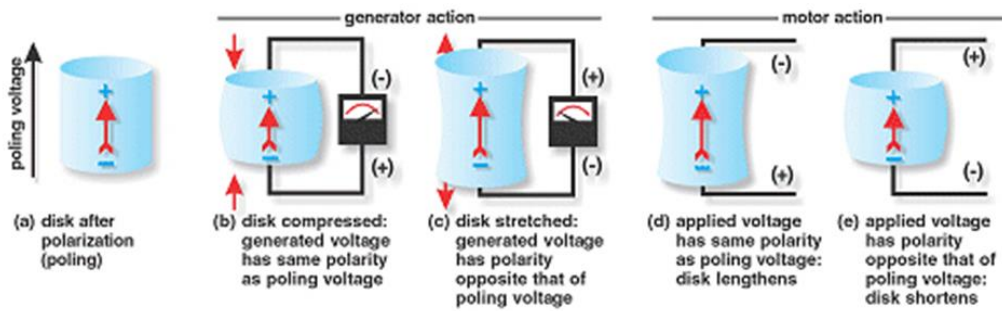 generator action
motor action
poling voltage
+
−
(a) disk after
polarization
(poling)
+
−
(-)
(+)
(b) disk compressed:
generated voltage
has same polarity
as poling voltage
+
−
(+)
(-)
(c) disk stretched:
generated voltage
has polarity
opposite that of
poling voltage
+
−
(-)
(+)
(d) applied voltage
has same polarity
as poling voltage:
disk lengthens
+
−
(+)
(-)
(e) applied voltage
has polarity
opposite that of
poling voltage:
disk shortens